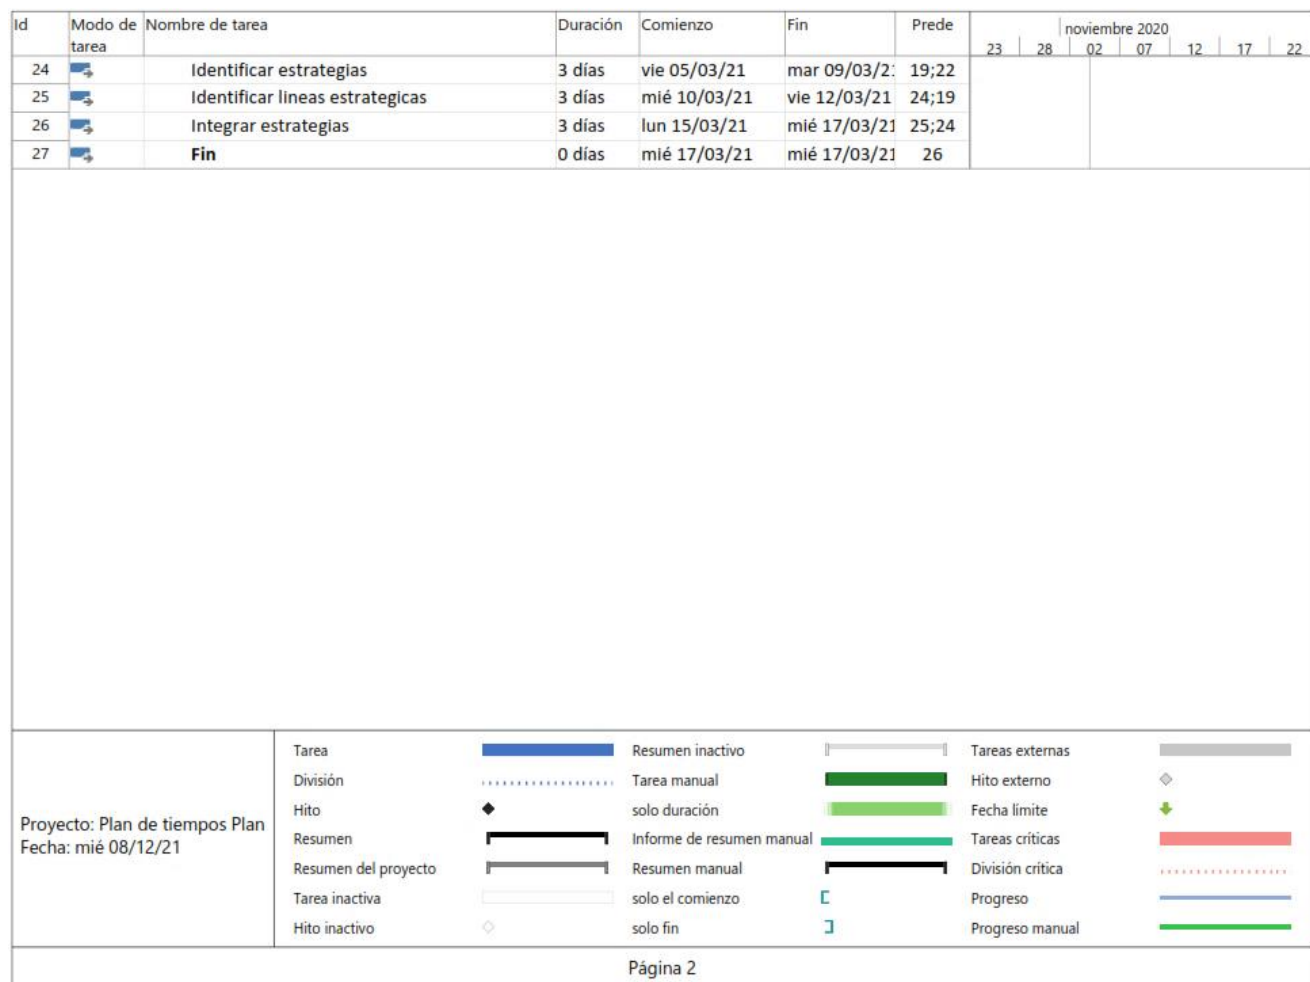 Id Modo de tarea Nombre de tarea Duración Comienzo Fin Prede noviembre 2020
23 28 02 07 12 17 22
24 Identificar estrategias 3 días vie 05/03/21 mar 09/03/2 19;22
25 Identificar lineas estrategicas 3 días mié 10/03/21 vie 12/03/21 24;19
26 Integrar estrategias 3 días lun 15/03/21 mié 17/03/21 25;24
27 Fin 0 días mié 17/03/21 mié 17/03/21 26
Proyecto: Plan de tiempos Plan
Fecha: mié 08/12/21
Tarea
División
Hito
Resumen
Resumen del proyecto
Tarea inactiva
Hito inactivo
Resumen inactivo
Tarea manual
solo duración
Informe de resumen manual
Resumen manual
solo el comienzo
solo fin
Tareas externas
Hito externo
Fecha límite
Tareas críticas
División crítica
Progreso
Progreso manual
Página 2